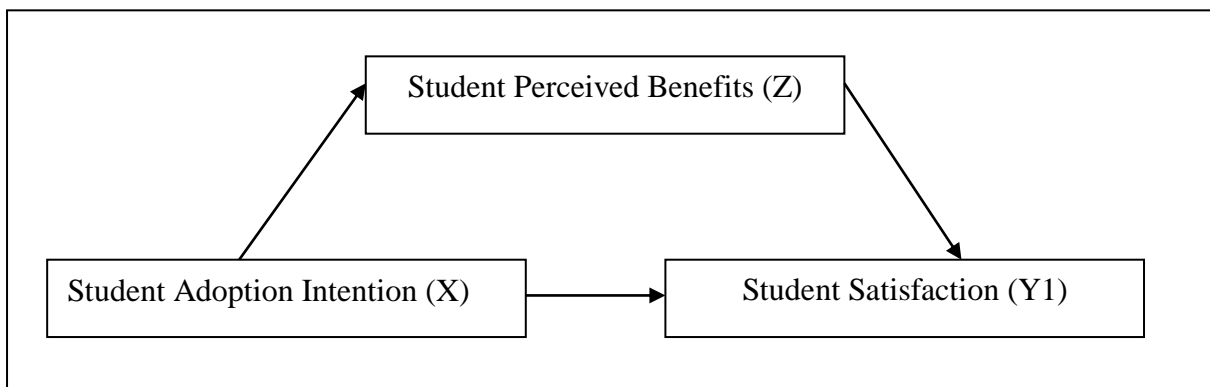 Student Perceived Benefits (Z)
Student Adoption Intention (X)
Student Satisfaction (Y1)